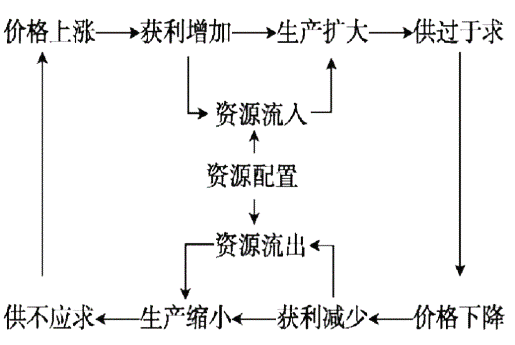 价格上涨 获利增加 生产扩大 供过于求
资源流入
资源配置
资源流出
供不应求 生产缩小 获利减少 价格下降